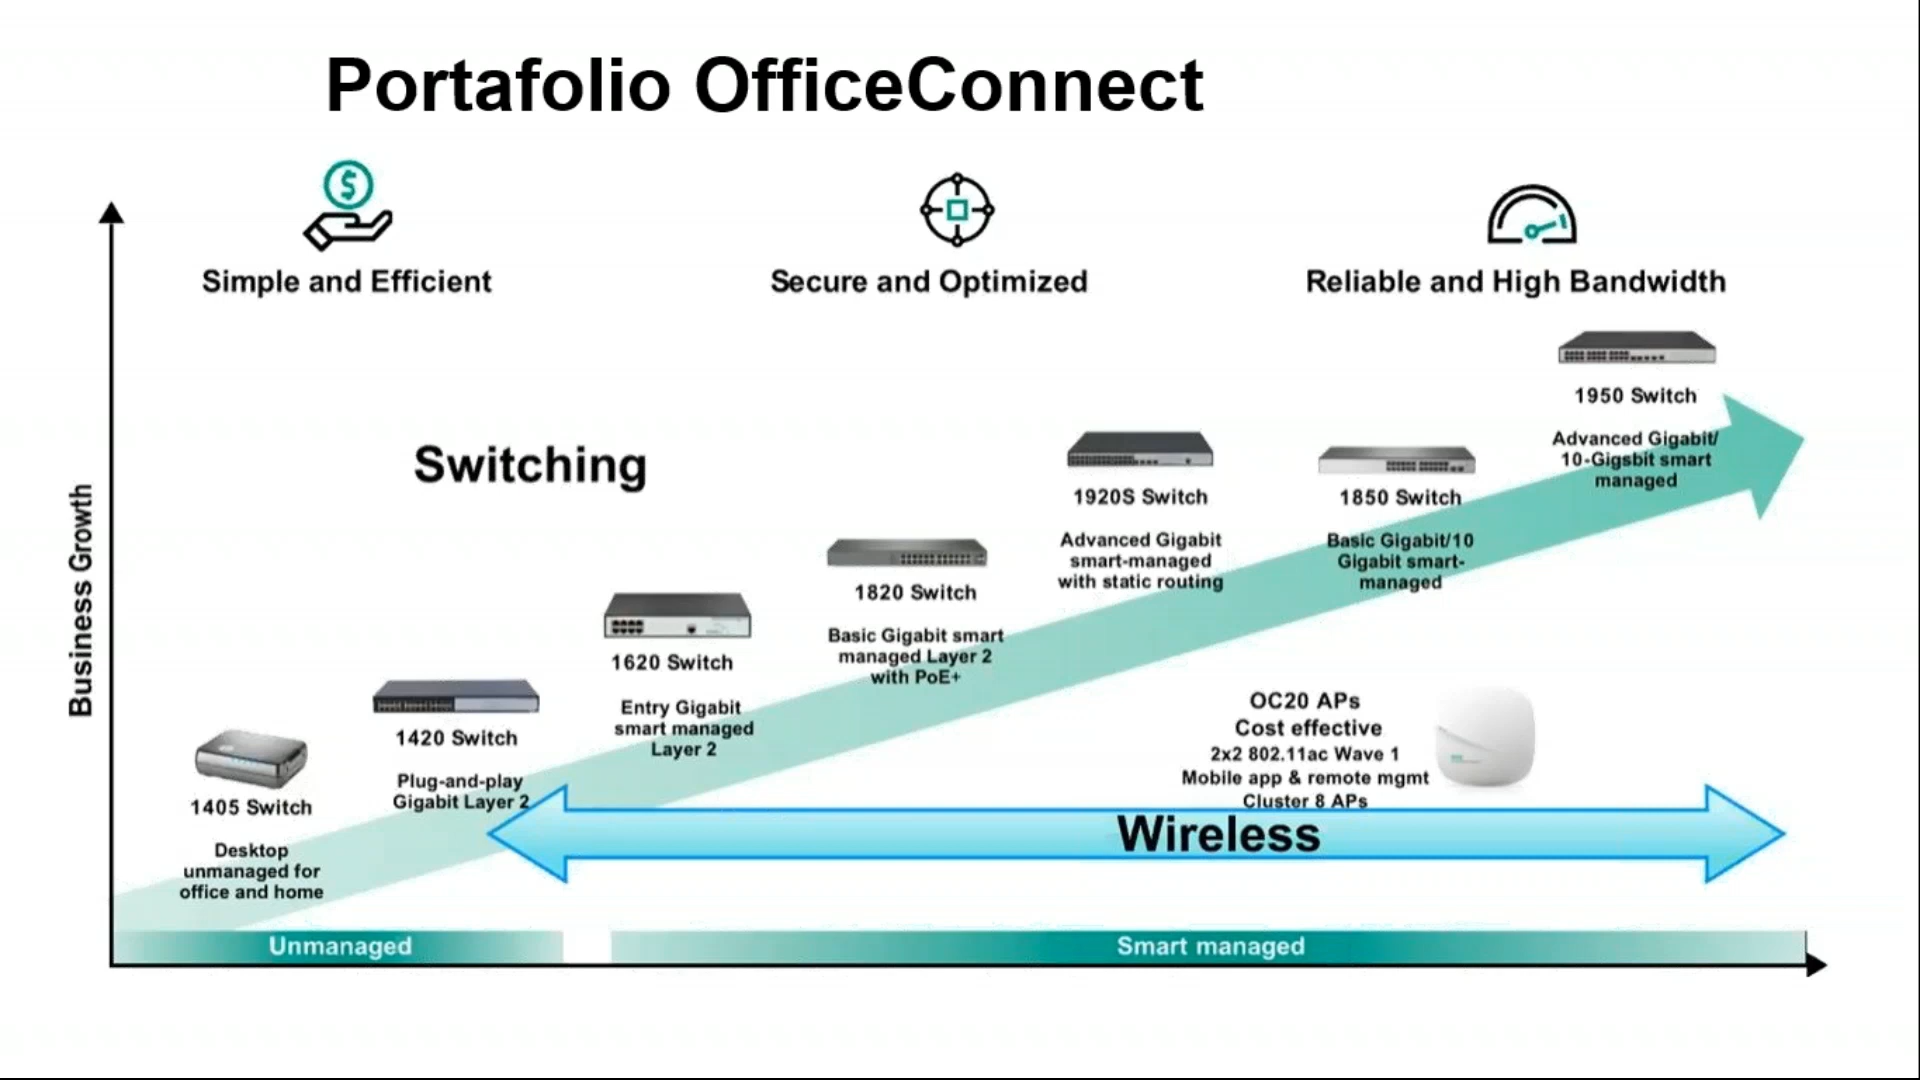 Portafolio OfficeConnect
Simple and Efficient
Secure and Optimized
Reliable and High Bandwidth
Business Growth
Switching
1405 Switch
Desktop
unmanaged for
office and home
1420 Switch
Plug-and-play
Gigabit Layer 2
1620 Switch
Entry Gigabit
smart managed
Layer 2
1820 Switch
Basic Gigabit smart
managed Layer 2
with PoE+
1920S Switch
Advanced Gigabit
smart-managed
with static routing
1850 Switch
Basic Gigabit/10
Gigabit smart-
managed
1950 Switch
Advanced Gigabit/
10-Gigsbit smart
managed
OC20 APs
Cost effective
2x2 802.11ac Wave 1
Mobile app & remote mgmt
Cluster 8 APs
Wireless
Unmanaged
Smart managed